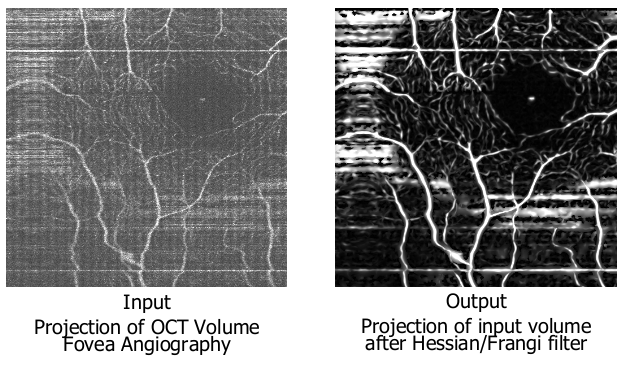 Input
Projection of OCT Volume
Fovea Angiography
Output
Projection of input volume
after Hessian/Frangi filter